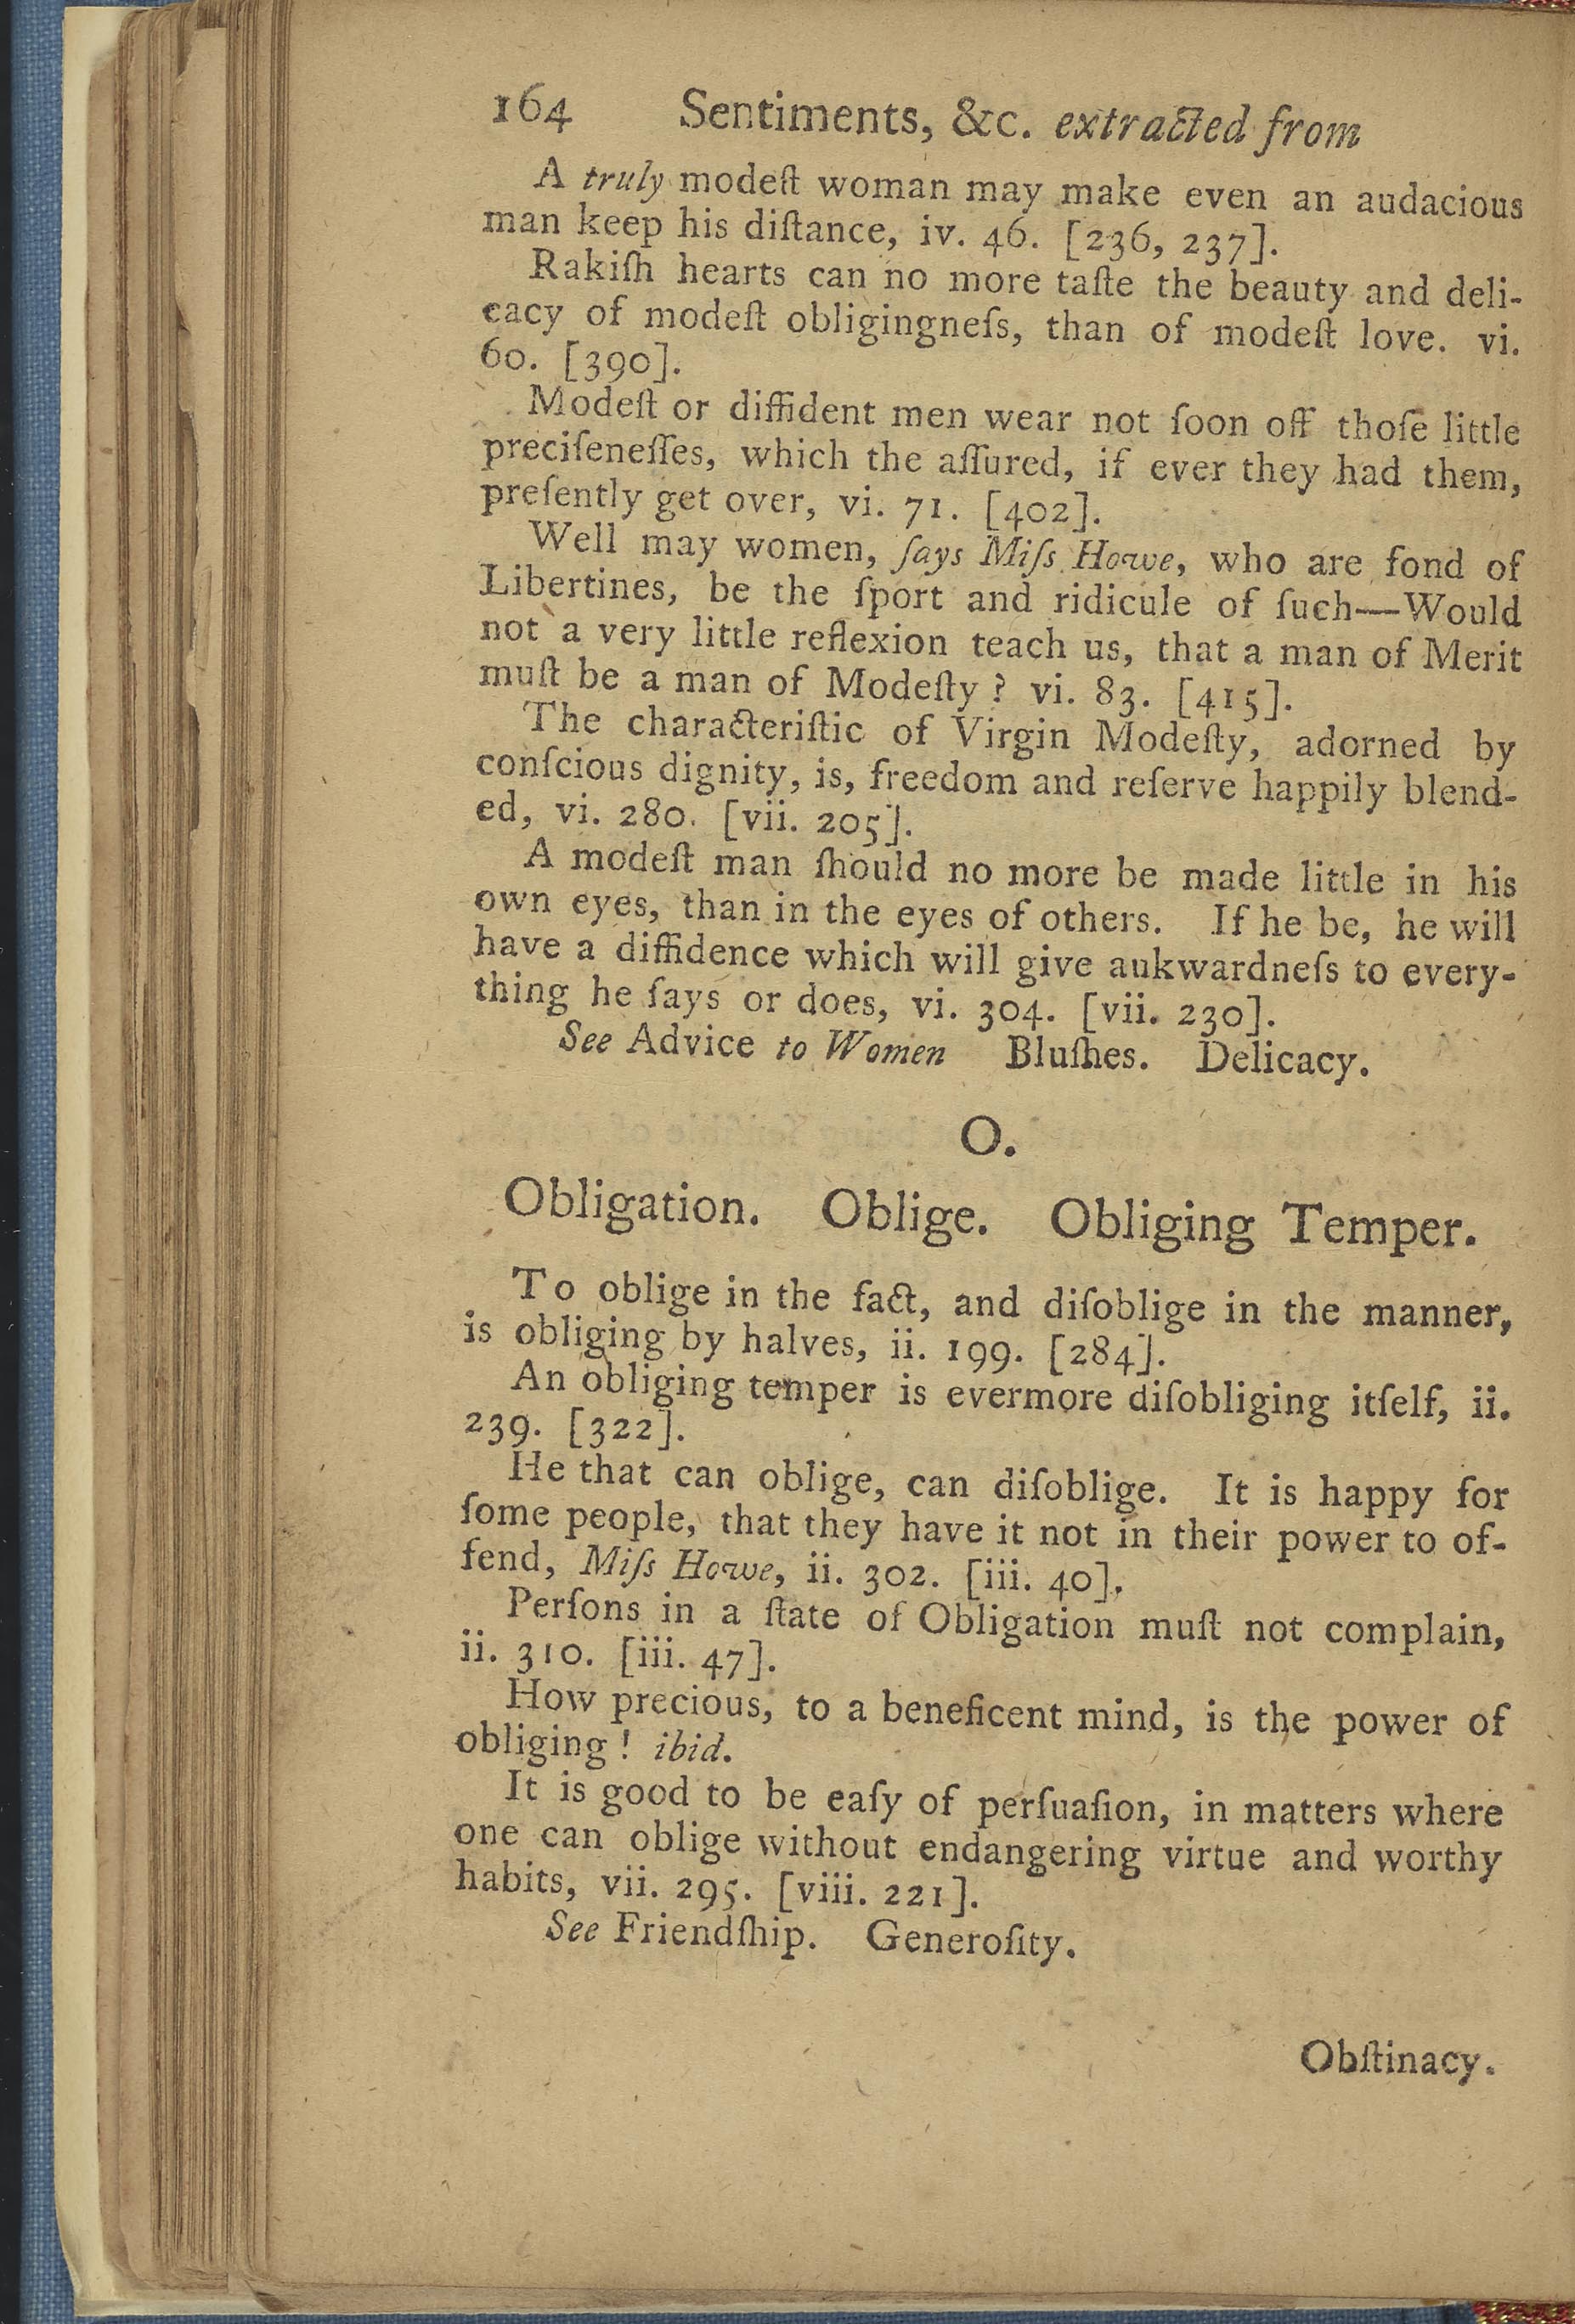 164 Sentiments, &c. extracted from
A truly modeſt woman may make even an audacious
man keep his diſtance, iv. 46. [236, 237].
Rakiſh hearts can no more taſte the beauty and deli-
cacy of modeſt obligingneſs, than of modeſt love. vi.
60. [390].
Modeſt or diffident men wear not ſoon off thoſe little
preciſeneſſes, which the aſſured, if ever they had them,
preſently get over, vi. 71. [402].
Well may women, ſays Miſs Howe, who are fond of
Libertines, be the ſport and ridicule of ſuch—Would
not a very little reflexion teach us, that a man of Merit
muſt be a man of Modeſty? vi. 83. [415].
The characteriſtic of Virgin Modeſty, adorned by
conſcious dignity, is, freedom and reſerve happily blend-
ed, vi. 280. [vii. 205].
A modeſt man ſhould no more be made little in his
own eyes, than in the eyes of others. If he be, he will
have a diffidence which will give aukwardneſs to every-
thing he ſays or does, vi. 304. [vii. 230].
See Advice to Women Bluſhes. Delicacy.
O.
Obligation. Oblige. Obliging Temper.
To oblige in the fact, and diſoblige in the manner,
is obliging by halves, ii. 199. [284].
An obliging temper is evermore diſobliging itſelf, ii.
239. [322].
He that can oblige, can diſoblige. It is happy for
ſome people, that they have it not in their power to of-
fend, Miſs Howe, ii. 302. [iii. 40].
Perſons in a ſtate of Obligation muſt not complain,
ii. 310. [iii. 47].
How precious, to a beneficent mind, is the power of
obliging! ibid.
It is good to be eaſy of perſuaſion, in matters where
one can oblige without endangering virtue and worthy
habits, vii. 295. [viii. 221].
See Friendſhip. Generoſity.
Obſtinacy.